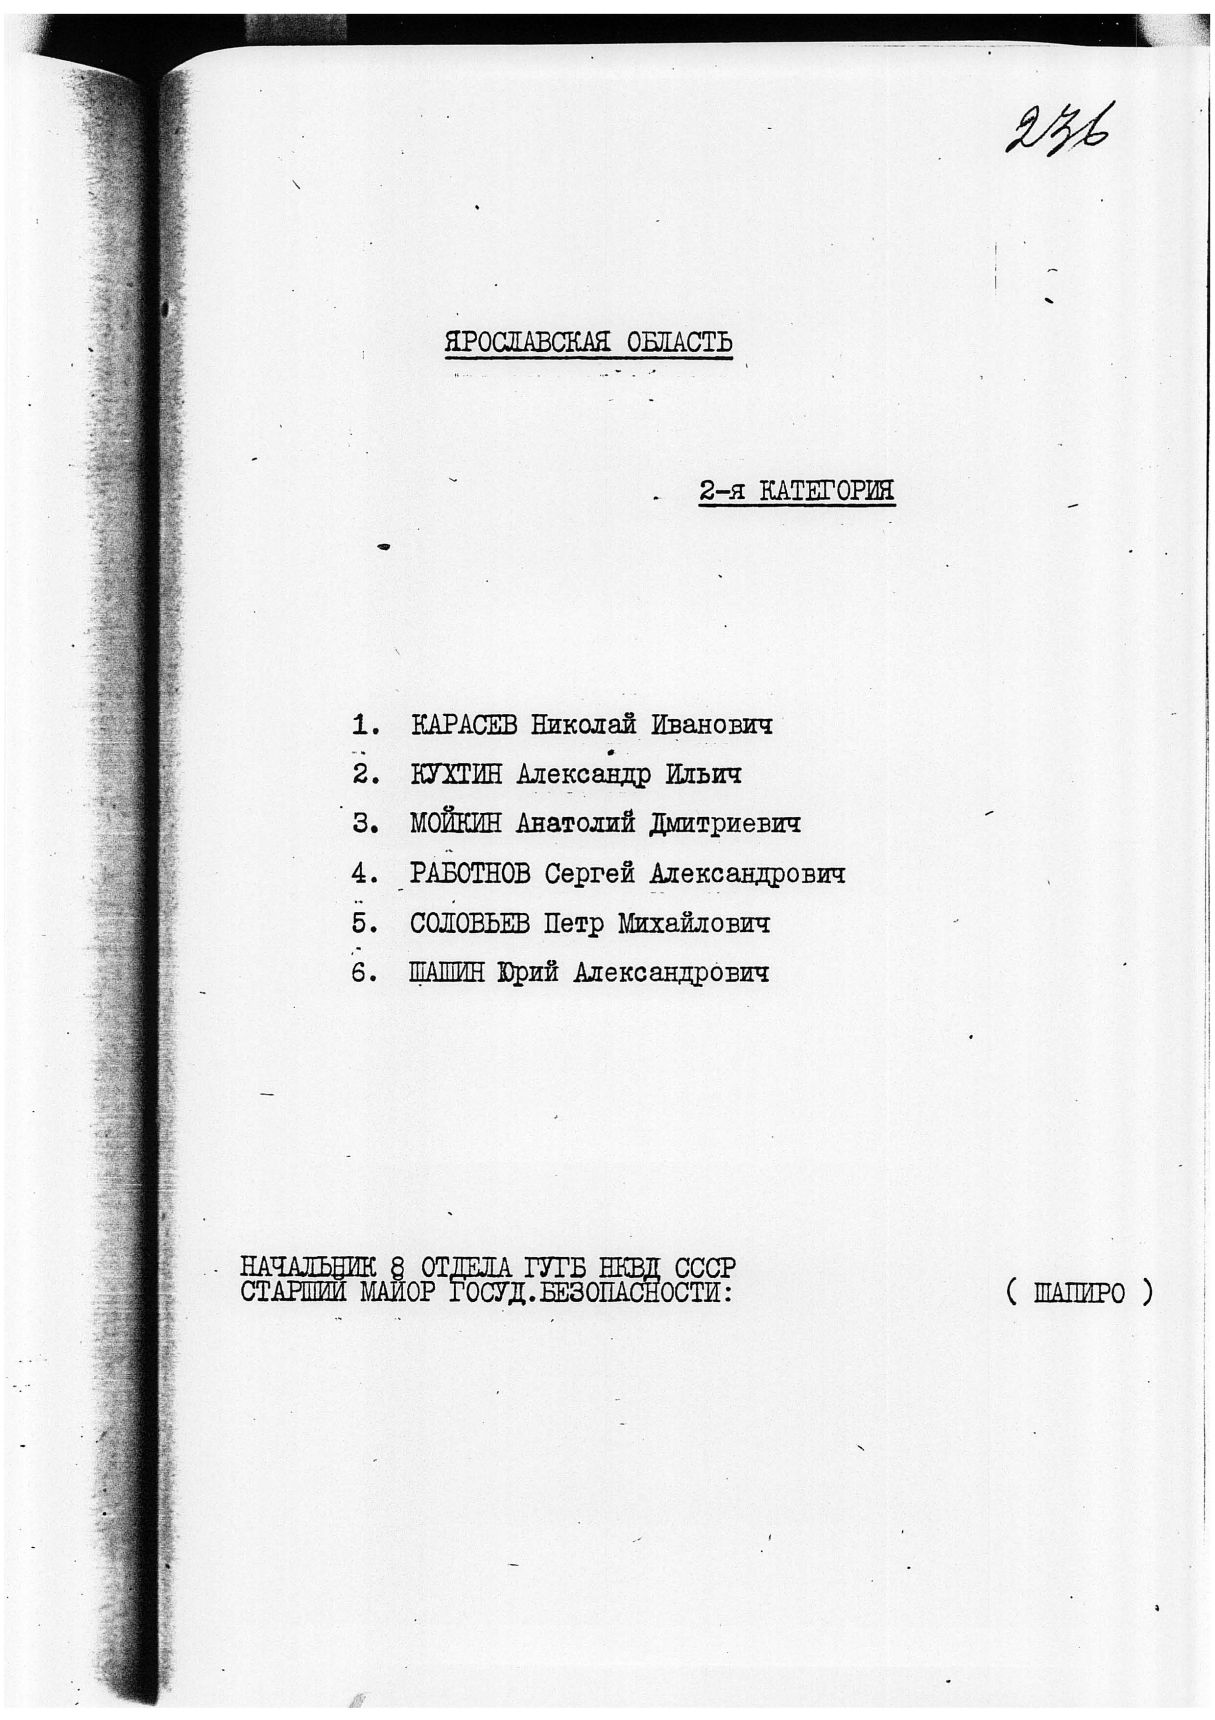 236
ЯРОСЛАВСКАЯ ОБЛАСТЬ
2-я КАТЕГОРИЯ
1. КАРАСЕВ Николай Иванович
2. КУХТИН Александр Ильич
3. МОЙКИН Анатолий Дмитриевич
4. РАБОТНОВ Сергей Александрович
5. СОЛОВЬЕВ Петр Михайлович
6. ШАШИН Юрий Александрович
НАЧАЛЬНИК 8 ОТДЕЛА ГУГБ НКВД СССР
СТАРШИЙ МАЙОР ГОСУД.БЕЗОПАСНОСТИ: ( ШАПИРО )